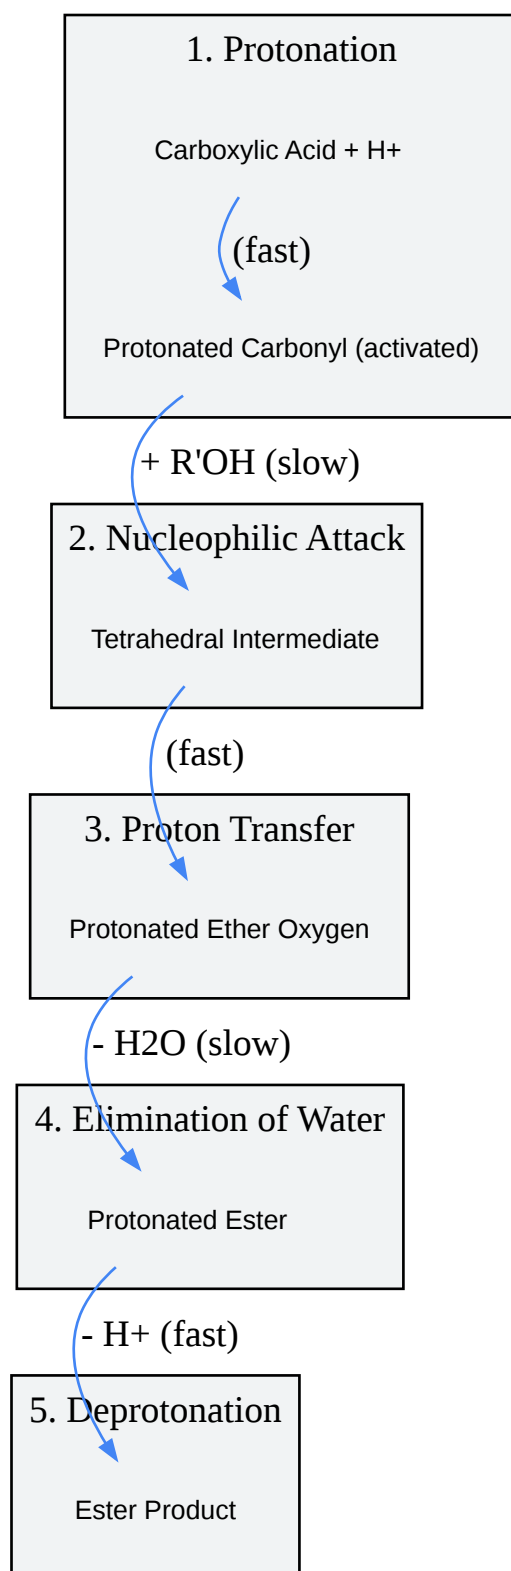 1. Protonation
Carboxylic Acid + H+
(fast)
Protonated Carbonyl (activated)
+ R'OH (slow)
2. Nucleophilic Attack
Tetrahedral Intermediate
(fast)
3. Proton Transfer
Protonated Ether Oxygen
- H2O (slow)
4. Elimination of Water
Protonated Ester
- H+ (fast)
5. Deprotonation
Ester Product